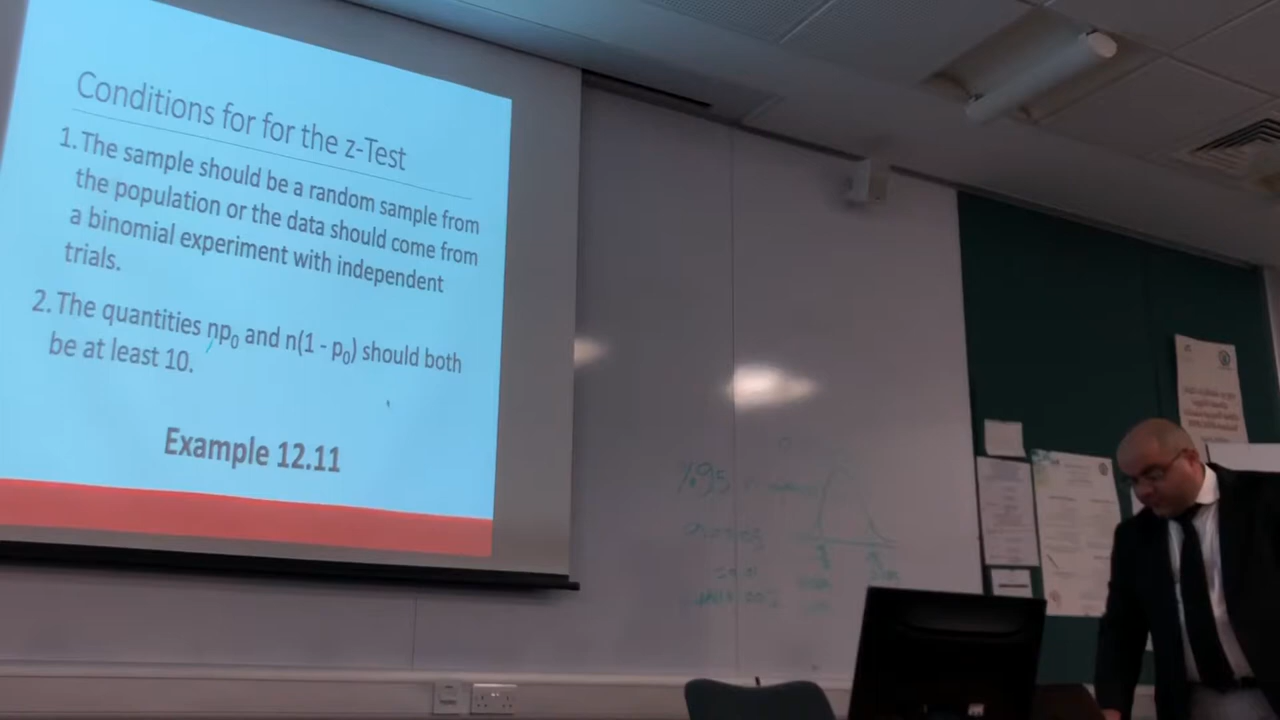 Conditions for for the z-Test
1. The sample should be a random sample from
the population or the data should come from
a binomial experiment with independent
trials.
2. The quantities np₀ and n(1 - p₀) should both
be at least 10.
Example 12.11
%95